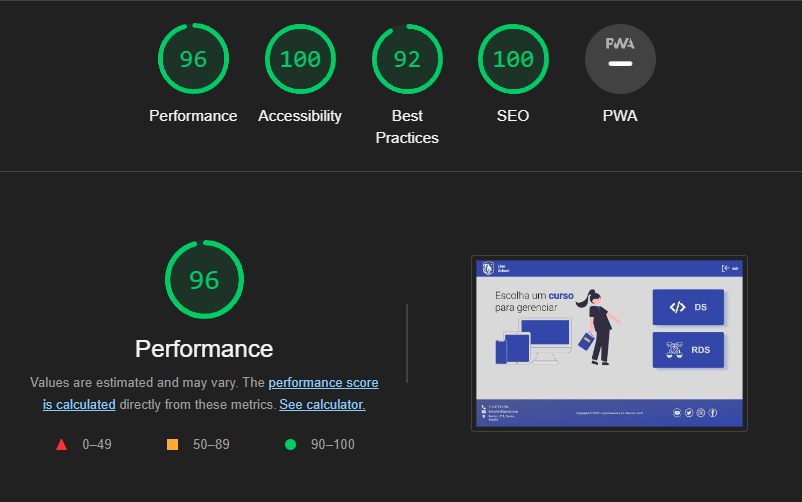 96
100
92
100
PWA
Performance
Accessibility
Best
Practices
SEO
PWA
96
Performance
Values are estimated and may vary. The performance score
is calculated directly from these metrics. See calculator.
0–49
50–89
90–100
Escolha um curso
para gerenciar
DS
RDS